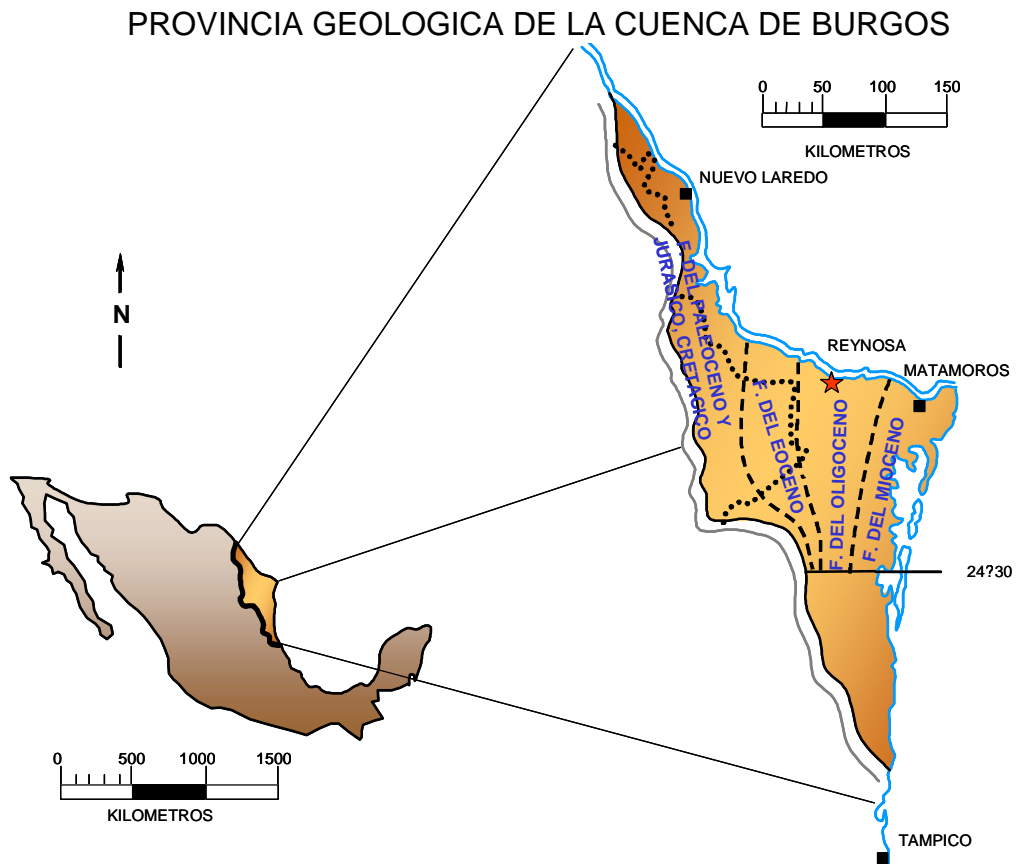 PROVINCIA GEOLOGICA DE LA CUENCA DE BURGOS
0 50 100 150
KILOMETROS
NUEVO LAREDO
N
F. DEL PALEOCENO Y
JURASICO, CRETACICO
REYNOSA
MATAMOROS
F. DEL EOCENO
F. DEL OLIGOCENO
F. DEL MIOCENO
24?30
0 500 1000 1500
KILOMETROS
TAMPICO